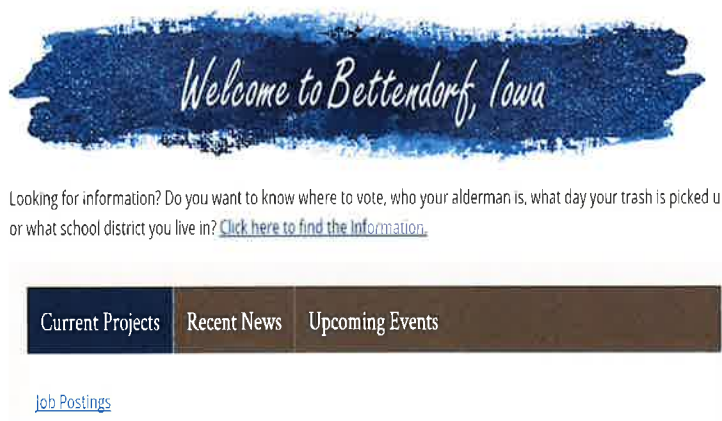 Welcome to Bettendorf, Iowa
Looking for information? Do you want to know where to vote, who your alderman is, what day your trash is picked u
or what school district you live in? Click here to find the Information.
Current Projects Recent News Upcoming Events
Job Postings